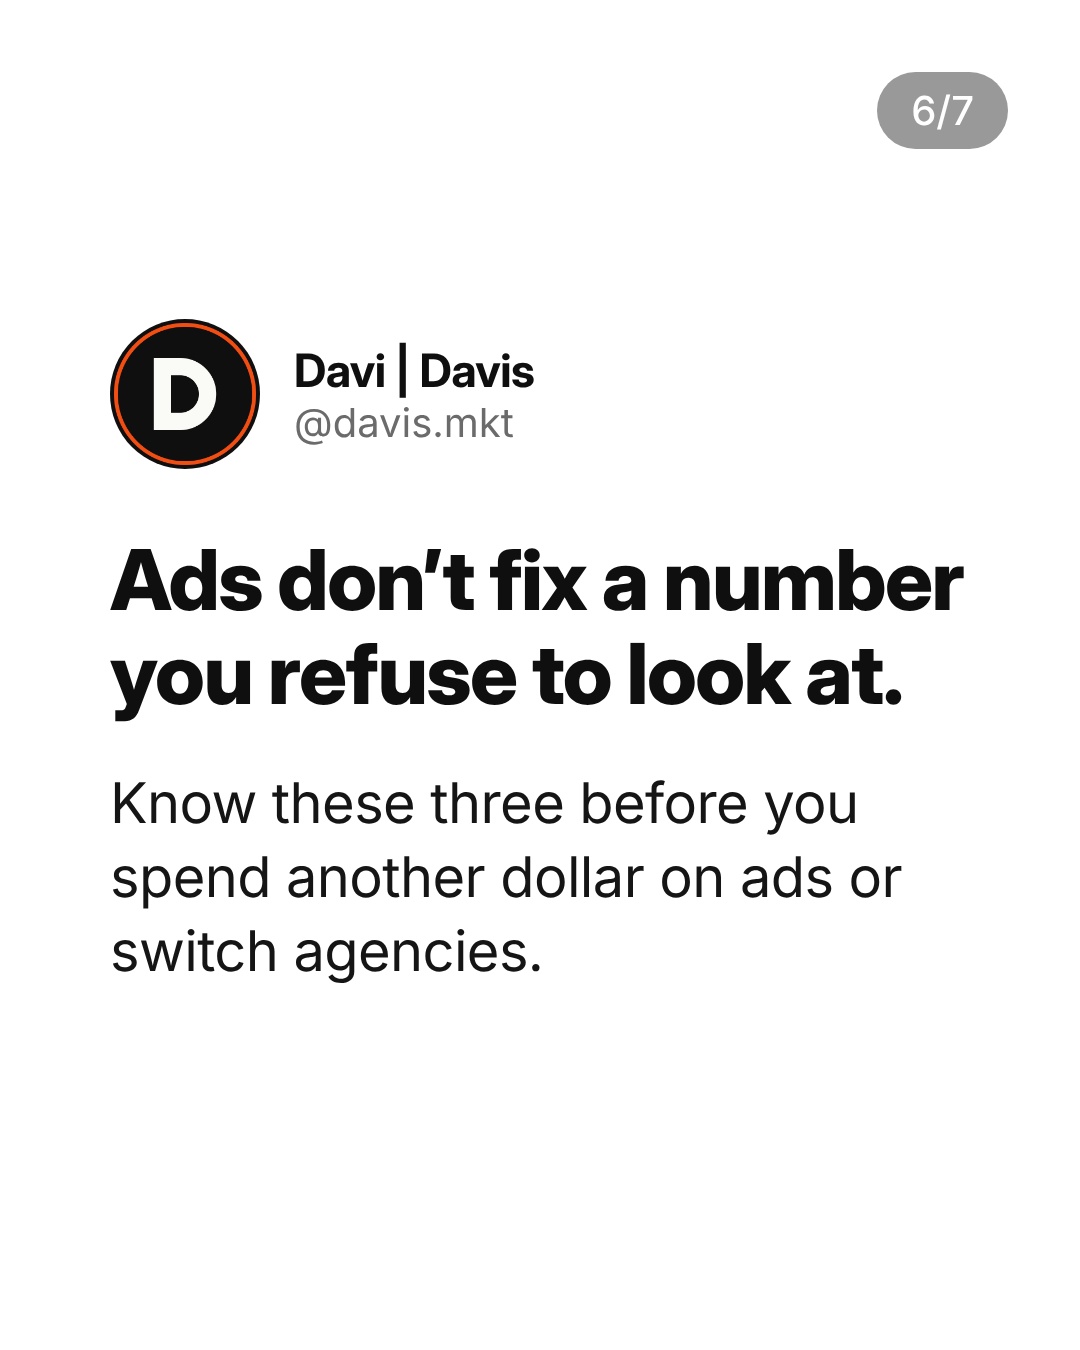 6/7
D
Davi | Davis
@davis.mkt
Ads don't fix a number
you refuse to look at.
Know these three before you
spend another dollar on ads or
switch agencies.